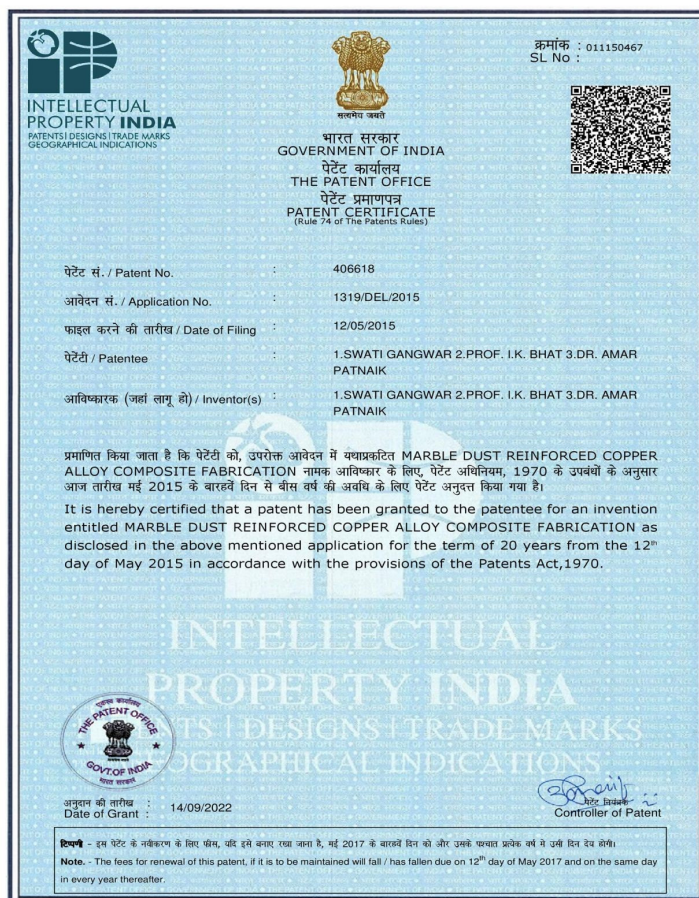 INTELLECTUAL
PROPERTY INDIA
PATENTS | DESIGNS | TRADE MARKS
GEOGRAPHICAL INDICATIONS
सत्यमेव जयते
क्रमांक : 011150467
SL No :
भारत सरकार
GOVERNMENT OF INDIA
पेटेंट कार्यालय
THE PATENT OFFICE
पेटेंट प्रमाणपत्र
PATENT CERTIFICATE
(Rule 74 of The Patents Rules)
पेटेंट सं. / Patent No. : 406618
आवेदन सं. / Application No. : 1319/DEL/2015
फाइल करने की तारीख / Date of Filing : 12/05/2015
पेटेंटी / Patentee : 1.SWATI GANGWAR 2.PROF. I.K. BHAT 3.DR. AMAR
PATNAIK
आविष्कारक (जहां लागू हो) / Inventor(s) : 1.SWATI GANGWAR 2.PROF. I.K. BHAT 3.DR. AMAR
PATNAIK
प्रमाणित किया जाता है कि पेटेंटी को, उपरोक्त आवेदन में यथाप्रकटित MARBLE DUST REINFORCED COPPER
ALLOY COMPOSITE FABRICATION नामक आविष्कार के लिए, पेटेंट अधिनियम, 1970 के उपबंधों के अनुसार
आज तारीख मई 2015 के बारहवें दिन से बीस वर्ष की अवधि के लिए पेटेंट अनुदत्त किया गया है।
It is hereby certified that a patent has been granted to the patentee for an invention
entitled MARBLE DUST REINFORCED COPPER ALLOY COMPOSITE FABRICATION as
disclosed in the above mentioned application for the term of 20 years from the 12th
day of May 2015 in accordance with the provisions of the Patents Act,1970.
INTELLECTUAL
PROPERTY INDIA
DESIGNS | TRADE MARKS
GEOGRAPHICAL INDICATIONS
THE PATENT OFFICE
GOVT.OF INDIA
भारत सरकार
अनुदान की तारीख : 14/09/2022
Date of Grant :
पेटेंट नियंत्रक
Controller of Patent
टिप्पणी - इस पेटेंट के नवीकरण के लिए फीस, यदि इसे बनाए रखा जाना है, मई 2017 के बारहवें दिन को और उसके पश्चात प्रत्येक वर्ष मे उसी दिन देय होगी।
Note. - The fees for renewal of this patent, if it is to be maintained will fall / has fallen due on 12th day of May 2017 and on the same day
in every year thereafter.